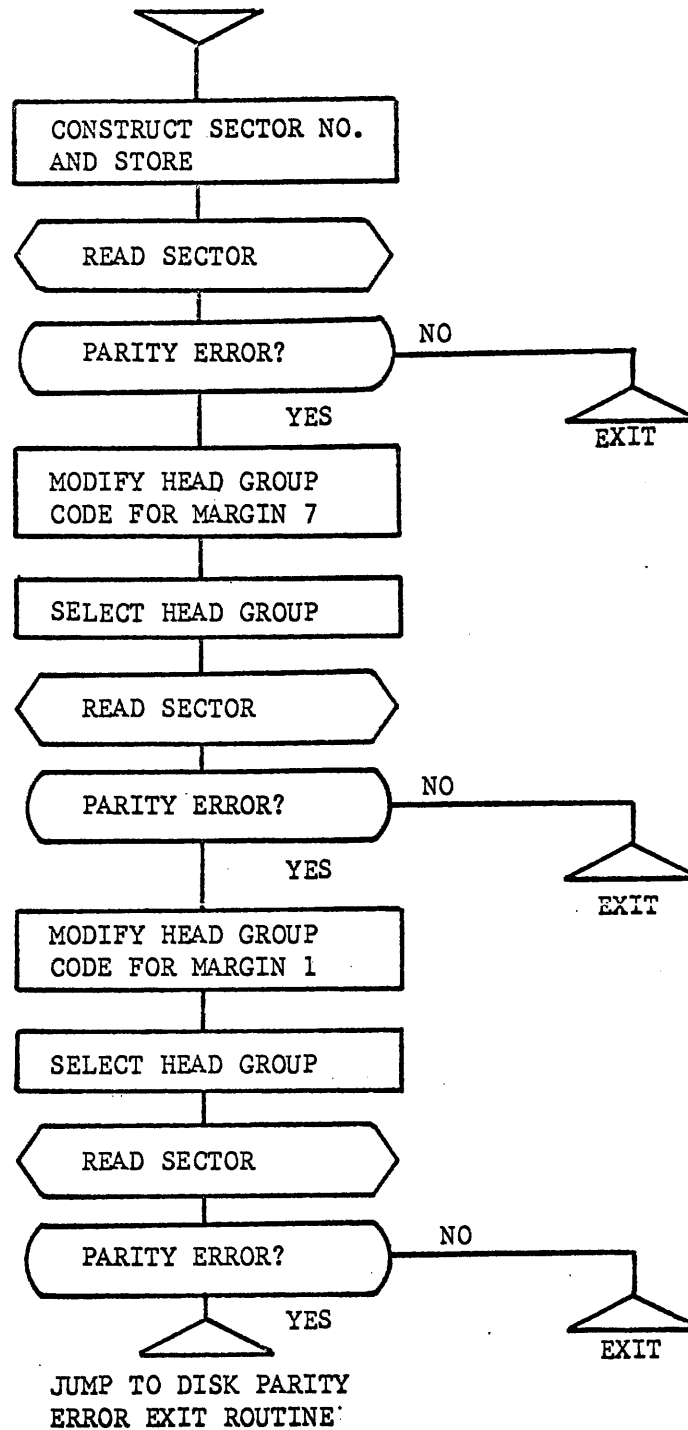 CONSTRUCT SECTOR NO.
AND STORE
READ SECTOR
PARITY ERROR?
NO
EXIT
YES
MODIFY HEAD GROUP
CODE FOR MARGIN 7
SELECT HEAD GROUP
READ SECTOR
PARITY ERROR?
NO
EXIT
YES
MODIFY HEAD GROUP
CODE FOR MARGIN 1
SELECT HEAD GROUP
READ SECTOR
PARITY ERROR?
NO
EXIT
YES
JUMP TO DISK PARITY
ERROR EXIT ROUTINE